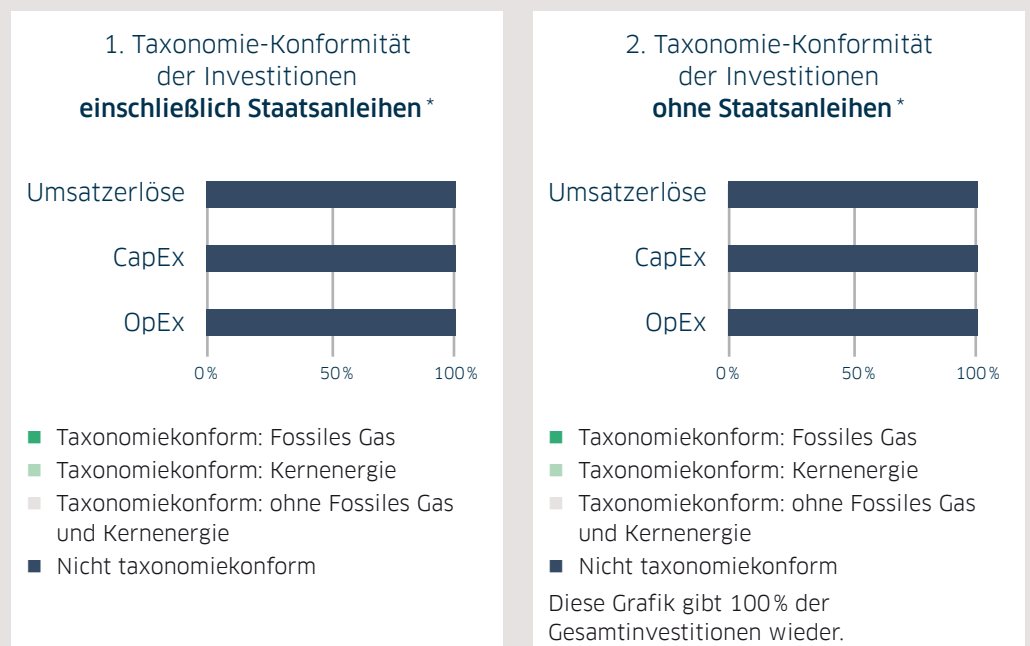 1. Taxonomie-Konformität
der Investitionen
einschließlich Staatsanleihen *
Umsatzerlöse
CapEx
OpEx
0 %
50 %
100 %
Taxonomiekonform: Fossiles Gas
Taxonomiekonform: Kernenergie
Taxonomiekonform: ohne Fossiles Gas
und Kernenergie
Nicht taxonomiekonform
2. Taxonomie-Konformität
der Investitionen
ohne Staatsanleihen *
Umsatzerlöse
CapEx
OpEx
0 %
50 %
100 %
Taxonomiekonform: Fossiles Gas
Taxonomiekonform: Kernenergie
Taxonomiekonform: ohne Fossiles Gas
und Kernenergie
Nicht taxonomiekonform
Diese Grafik gibt 100 % der
Gesamtinvestitionen wieder.